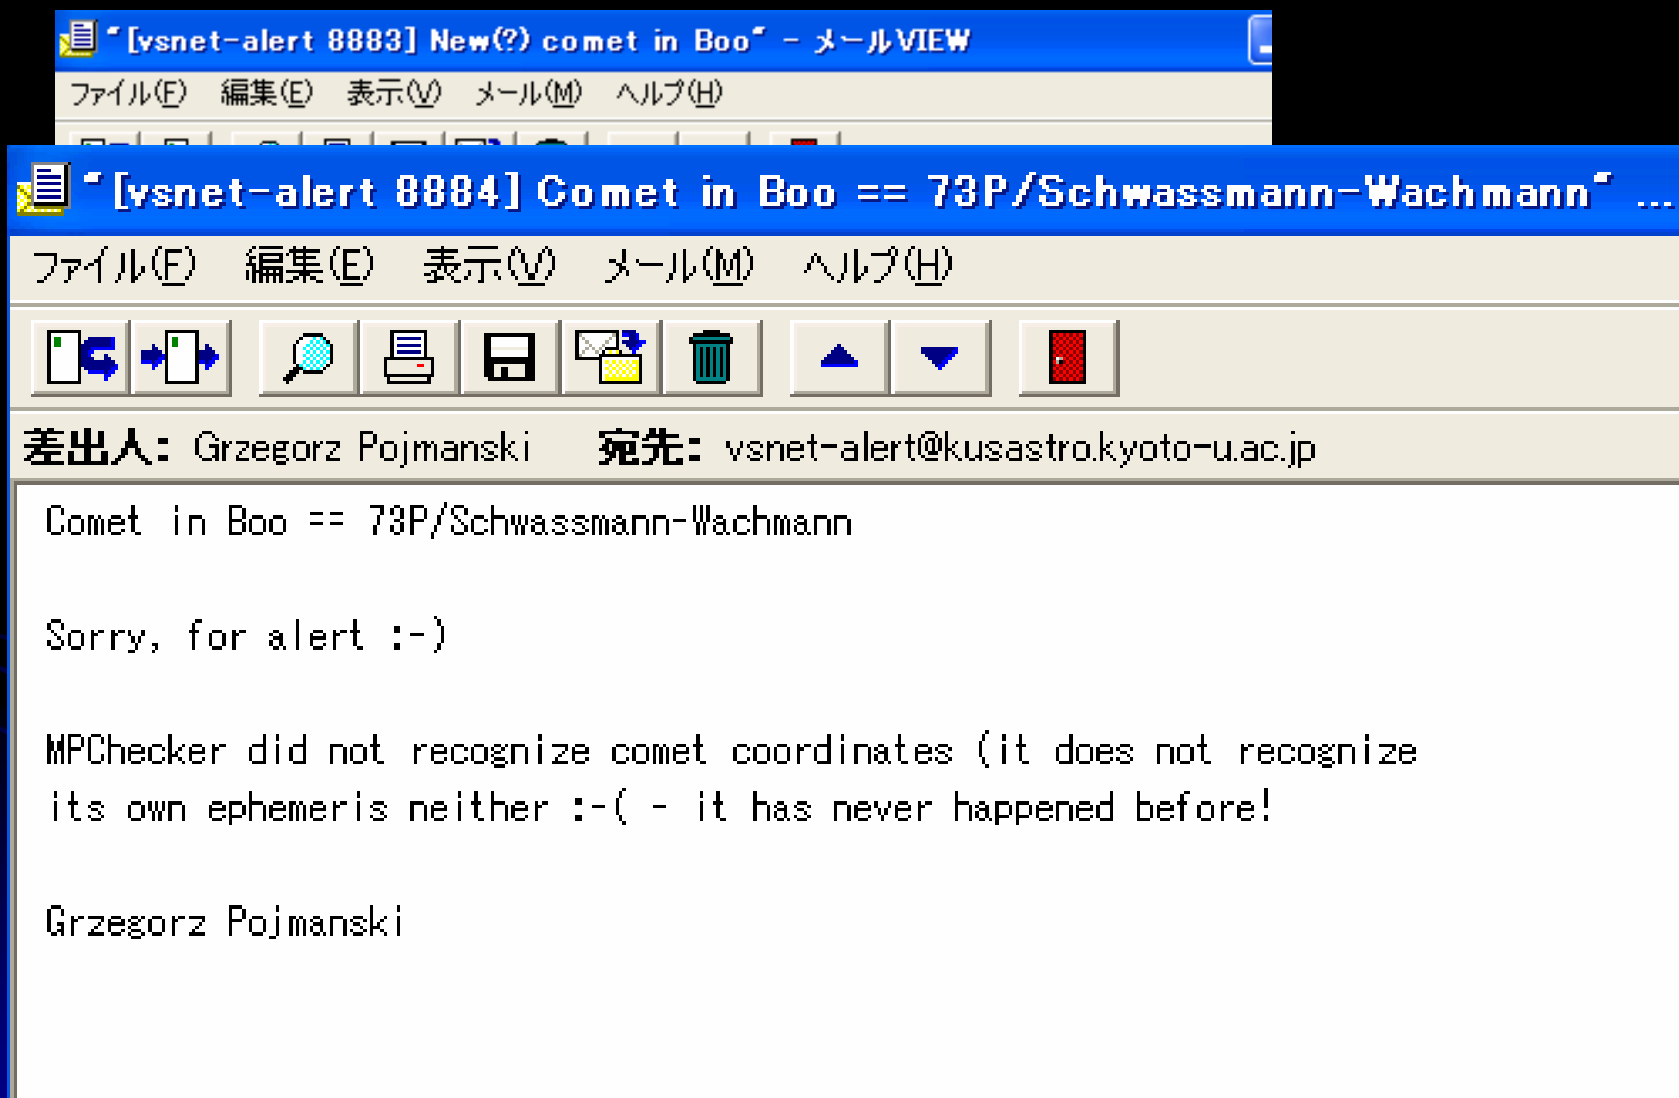 "[vsnet-alert 8883] New(?) comet in Boo" - メールVIEW
ファイル(F) 編集(E) 表示(V) メール(M) ヘルプ(H)
"[vsnet-alert 8884] Comet in Boo == 73P/Schwassmann-Wachmann" ...
ファイル(F) 編集(E) 表示(V) メール(M) ヘルプ(H)
差出人: Grzegorz Pojmanski 宛先: vsnet-alert@kusastro.kyoto-u.ac.jp
Comet in Boo == 73P/Schwassmann-Wachmann
Sorry, for alert :-)
MPChecker did not recognize comet coordinates (it does not recognize
its own ephemeris neither :-( - it has never happened before!
Grzegorz Pojmanski